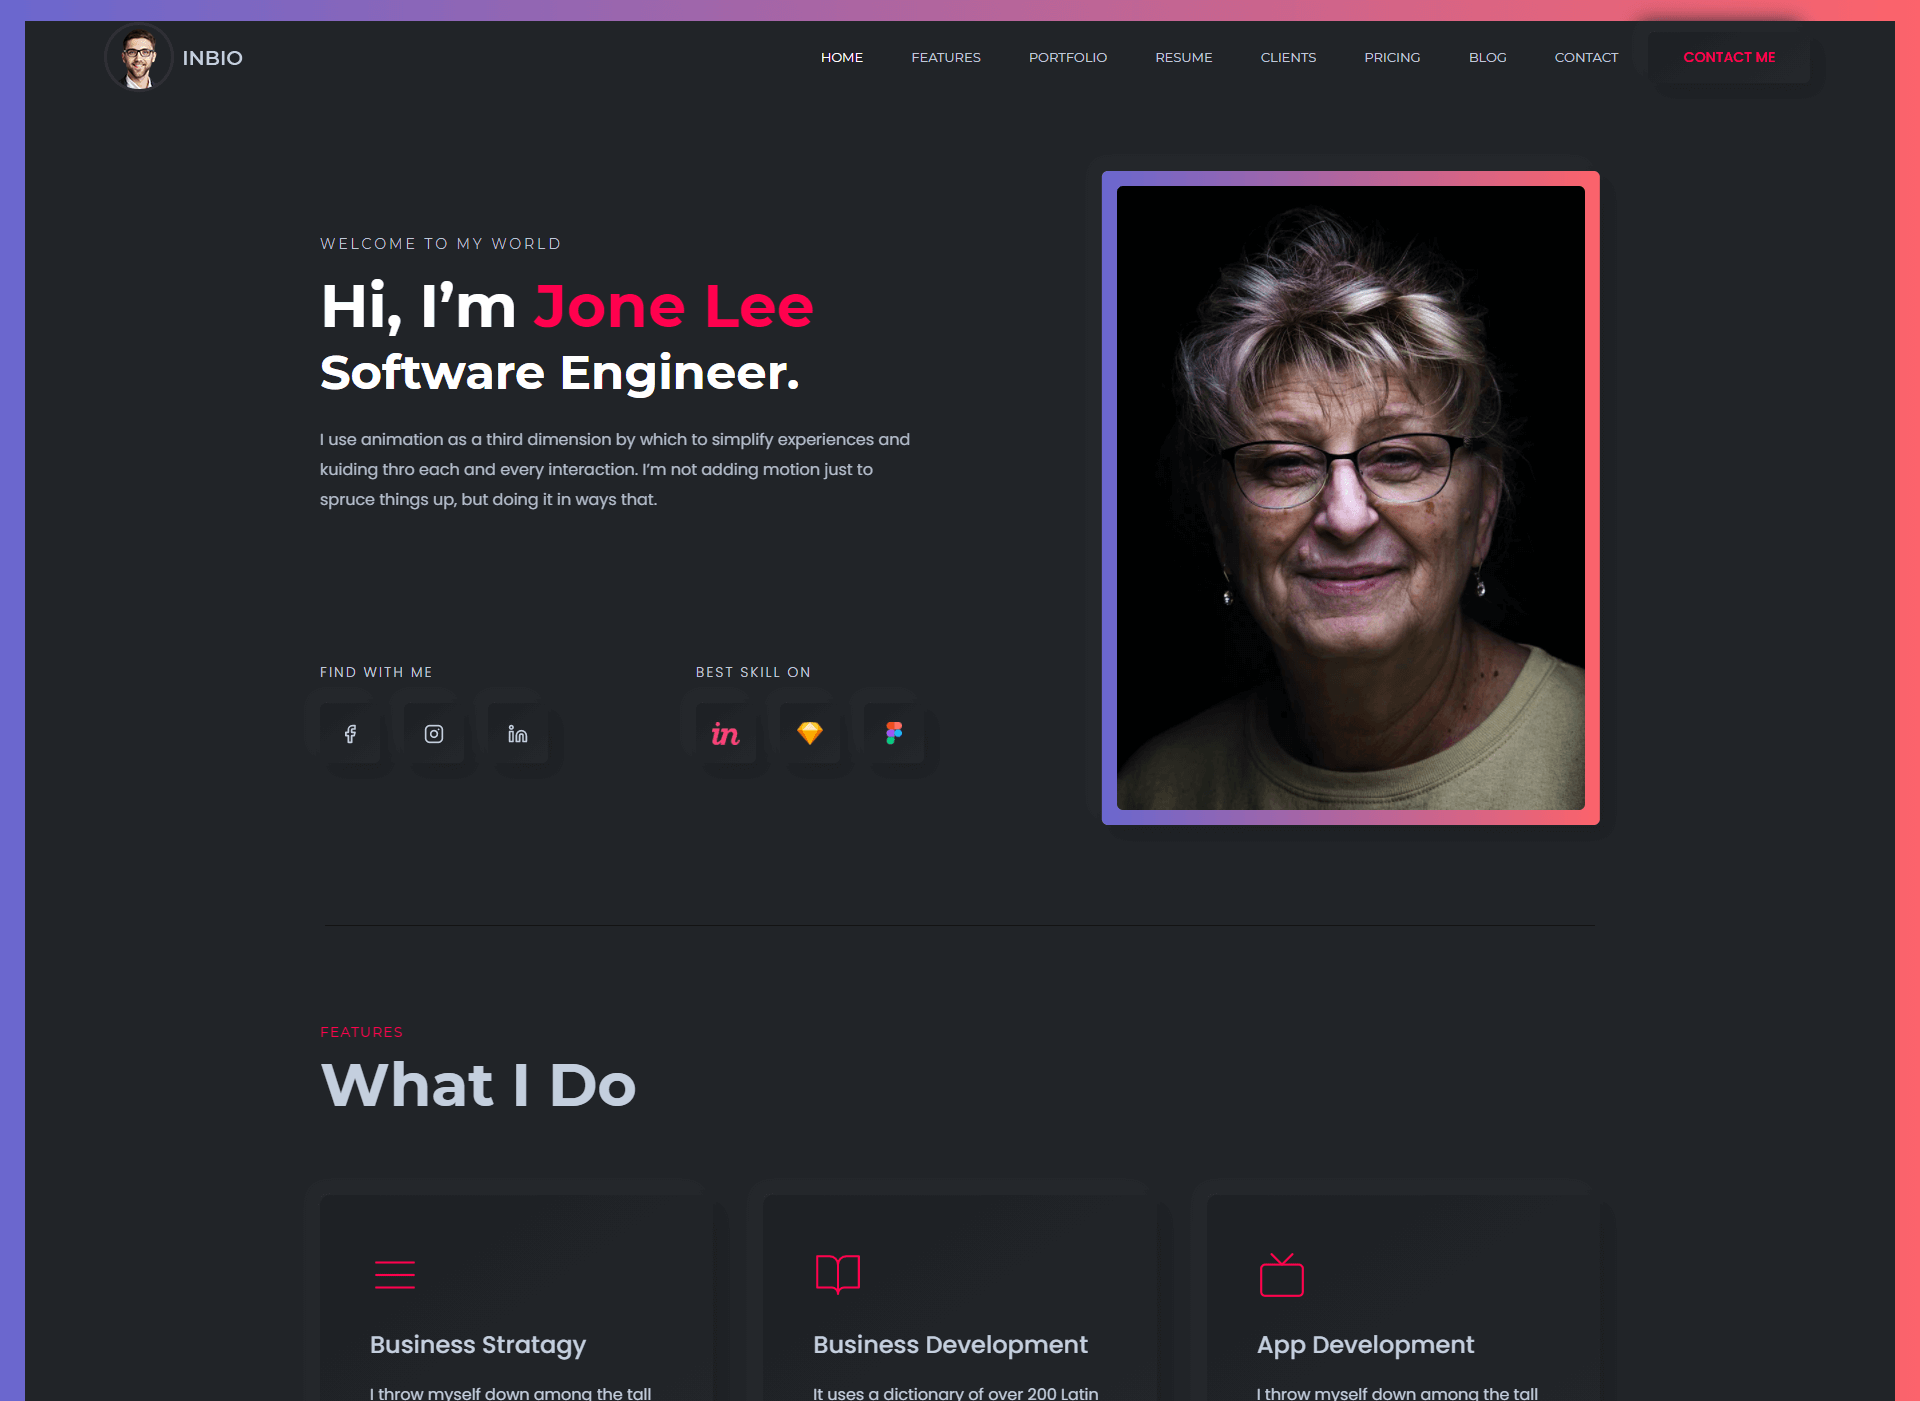 INBIO
HOME
FEATURES
PORTFOLIO
RESUME
CLIENTS
PRICING
BLOG
CONTACT
CONTACT ME
WELCOME TO MY WORLD
Hi, I’m Jone Lee
Software Engineer.
I use animation as a third dimension by which to simplify experiences and
kuiding thro each and every interaction. I’m not adding motion just to
spruce things up, but doing it in ways that.
FIND WITH ME
BEST SKILL ON
in
FEATURES
What I Do
Business Stratagy
I throw myself down among the tall
Business Development
It uses a dictionary of over 200 Latin
App Development
I throw myself down among the tall